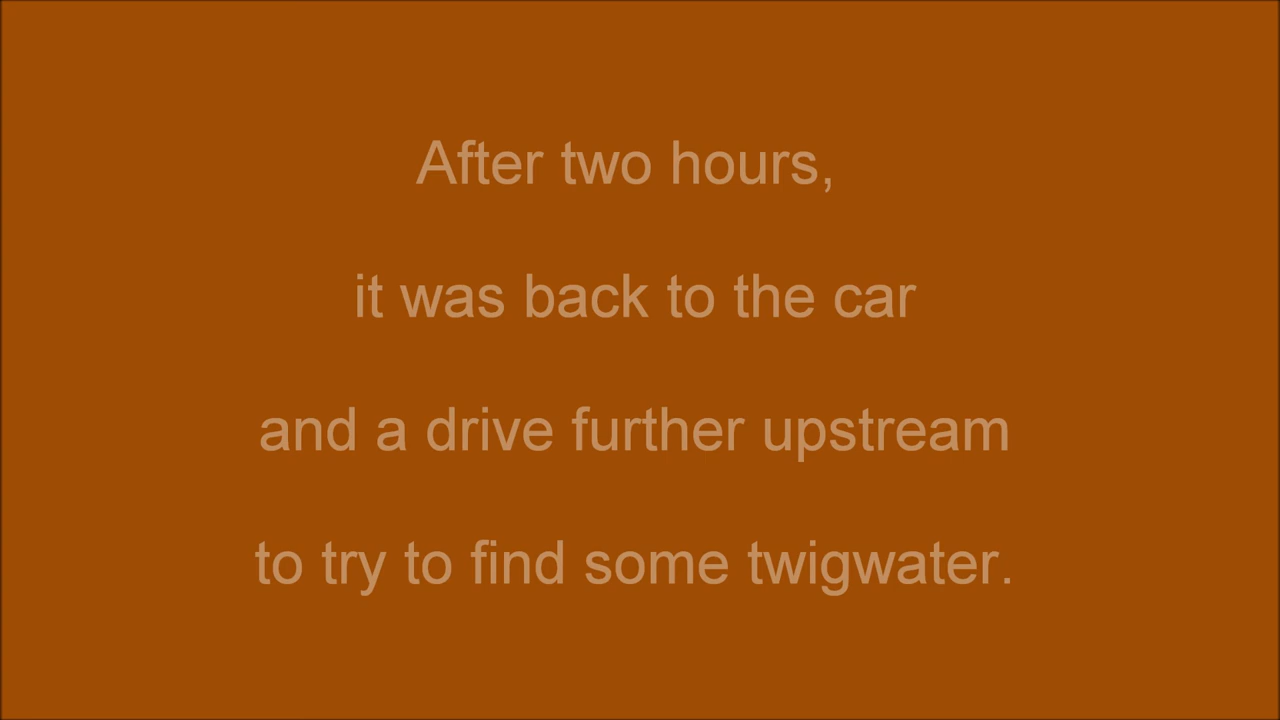 After two hours,
it was back to the car
and a drive further upstream
to try to find some twigwater.